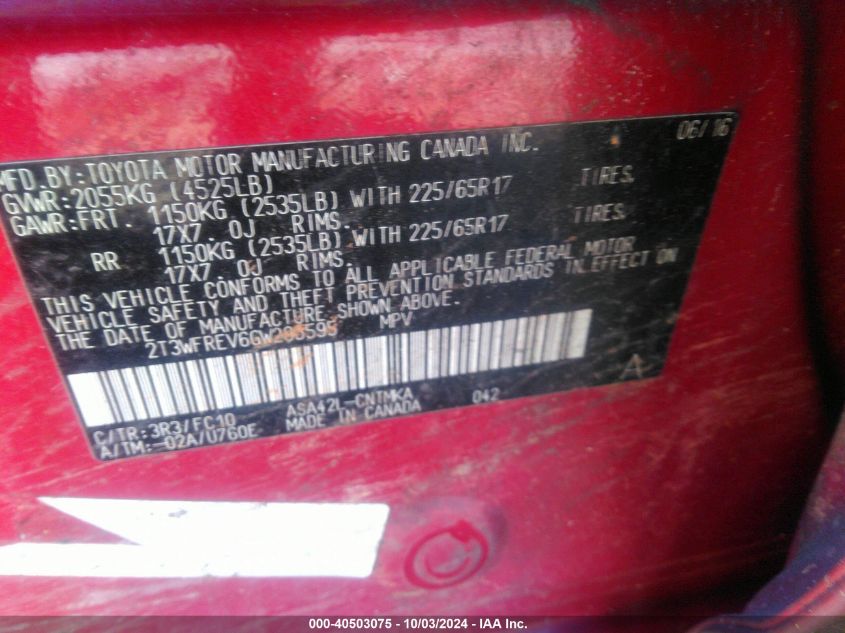 MFD. BY: TOYOTA MOTOR MANUFACTURING CANADA INC. 06/16
GVWR: 2055KG (4525LB)
GAWR: FRT. 1150KG (2535LB) WITH 225/65R17 TIRES.
17X7. 0J RIMS.
RR 1150KG (2535LB) WITH 225/65R17 TIRES.
17X7. 0J RIMS.
THIS VEHICLE CONFORMS TO ALL APPLICABLE FEDERAL MOTOR
VEHICLE SAFETY AND THEFT PREVENTION STANDARDS IN EFFECT ON
THE DATE OF MANUFACTURE SHOWN ABOVE.
MPV
C/TR: 3R3/FC10 ASA42L-CNTMKA 042
A/TM: -02A/U760E MADE IN CANADA
A
000-40503075 - 10/03/2024 - IAA Inc.